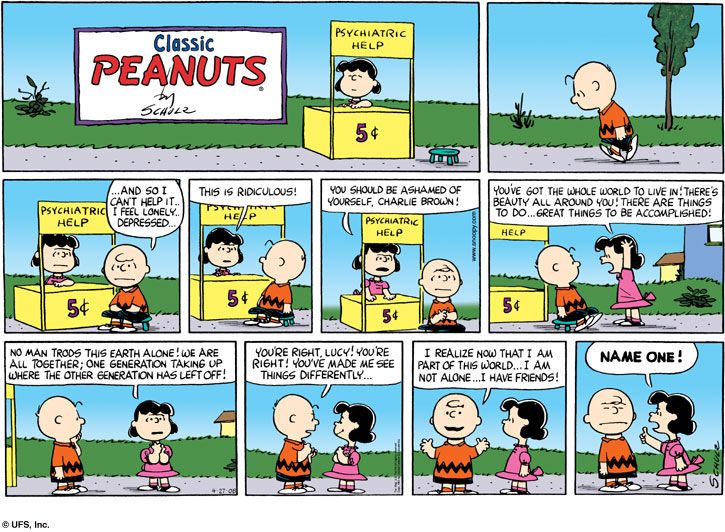 Classic
PEANUTS
by
SCHULZ
PSYCHIATRIC
HELP
5¢
...AND SO I
CAN'T HELP IT..
I FEEL LONELY..
DEPRESSED...
PSYCHIATRIC
HELP
5¢
THIS IS RIDICULOUS!
PSYCHIATRIC
HELP
5¢
YOU SHOULD BE ASHAMED OF
YOURSELF, CHARLIE BROWN!
PSYCHIATRIC
HELP
5¢
www.snoopy.com
YOU'VE GOT THE WHOLE WORLD TO LIVE IN! THERE'S
BEAUTY ALL AROUND YOU! THERE ARE THINGS
TO DO...GREAT THINGS TO BE ACCOMPLISHED!
HELP
5¢
NO MAN TRODS THIS EARTH ALONE! WE ARE
ALL TOGETHER; ONE GENERATION TAKING UP
WHERE THE OTHER GENERATION HAS LEFT OFF!
4-27-08
YOU'RE RIGHT, LUCY! YOU'RE
RIGHT! YOU'VE MADE ME SEE
THINGS DIFFERENTLY...
I REALIZE NOW THAT I AM
PART OF THIS WORLD...I AM
NOT ALONE...I HAVE FRIENDS!
NAME ONE!
SCHULZ
© UFS, Inc.